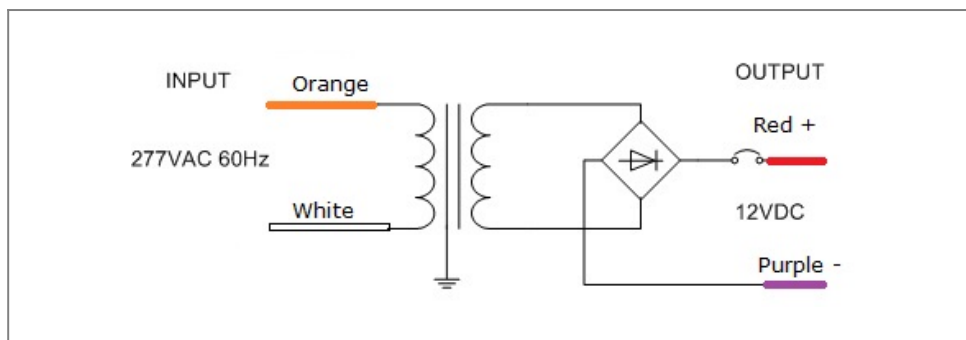 INPUT
Orange
277VAC 60Hz
White
OUTPUT
Red +
12VDC
Purple -